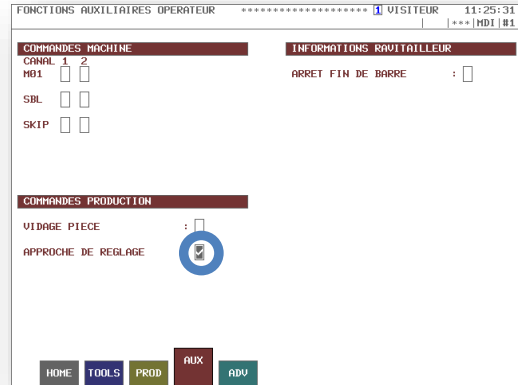 FONCTIONS AUXILIAIRES OPERATEUR ******************** 1 VISITEUR 11:25:31
| |***|MDI|#1
COMMANDES MACHINE
CANAL 1 2
M01
SBL
SKIP
INFORMATIONS RAVITAILLEUR
ARRET FIN DE BARRE :
COMMANDES PRODUCTION
VIDAGE PIECE :
APPROCHE DE REGLAGE
HOME TOOLS PROD AUX ADV